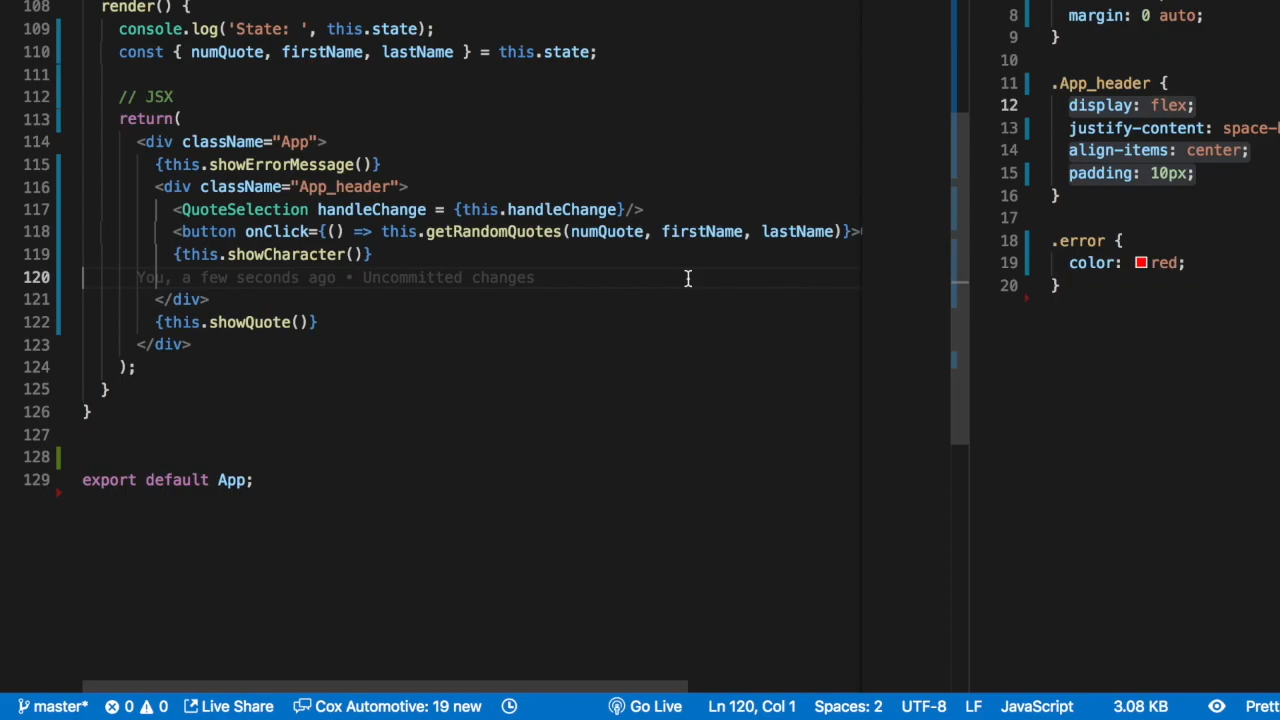 108 render() {
109 console.log('State: ', this.state);
110 const { numQuote, firstName, lastName } = this.state;
111
112 // JSX
113 return(
114 <div className="App">
115 {this.showErrorMessage()}
116 <div className="App_header">
117 <QuoteSelection handleChange = {this.handleChange}/>
118 <button onClick={() => this.getRandomQuotes(numQuote, firstName, lastName)}>
119 {this.showCharacter()}
120 You, a few seconds ago • Uncommitted changes
121 </div>
122 {this.showQuote()}
123 </div>
124 );
125 }
126 }
127
128
129 export default App;
8 margin: 0 auto;
9 }
10
11 .App_header {
12 display: flex;
13 justify-content: space-
14 align-items: center;
15 padding: 10px;
16 }
17
18 .error {
19 color: red;
20 }
master* 0 0 Live Share Cox Automotive: 19 new Go Live Ln 120, Col 1 Spaces: 2 UTF-8 LF JavaScript 3.08 KB Prett